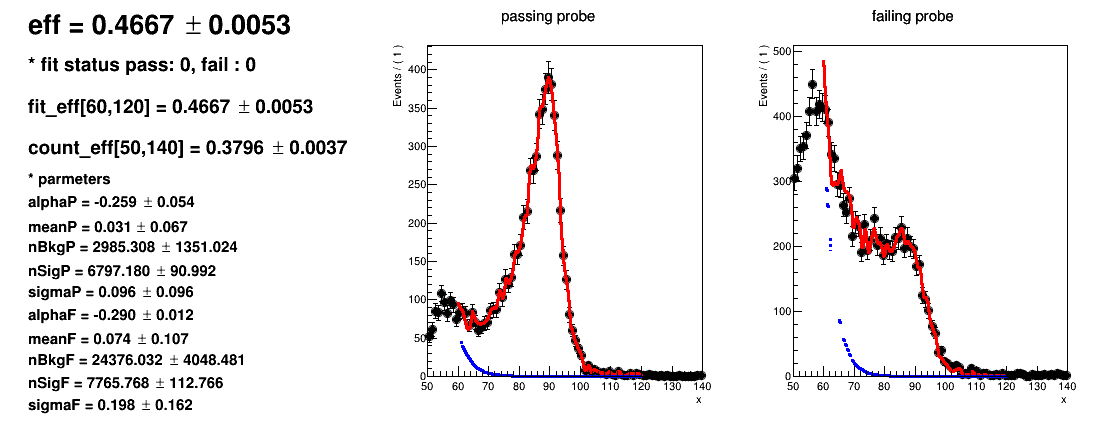 eff = 0.4667 ± 0.0053
* fit status pass: 0, fail : 0
fit_eff[60,120] = 0.4667 ± 0.0053
count_eff[50,140] = 0.3796 ± 0.0037
* parmeters
alphaP = -0.259 ± 0.054
meanP = 0.031 ± 0.067
nBkgP = 2985.308 ± 1351.024
nSigP = 6797.180 ± 90.992
sigmaP = 0.096 ± 0.096
alphaF = -0.290 ± 0.012
meanF = 0.074 ± 0.107
nBkgF = 24376.032 ± 4048.481
nSigF = 7765.768 ± 112.766
sigmaF = 0.198 ± 0.162
passing probe
Events / ( 1 )
400
350
300
250
200
150
100
50
0
50 60 70 80 90 100 110 120 130 140
x
failing probe
Events / ( 1 )
500
400
300
200
100
0
50 60 70 80 90 100 110 120 130 140
x